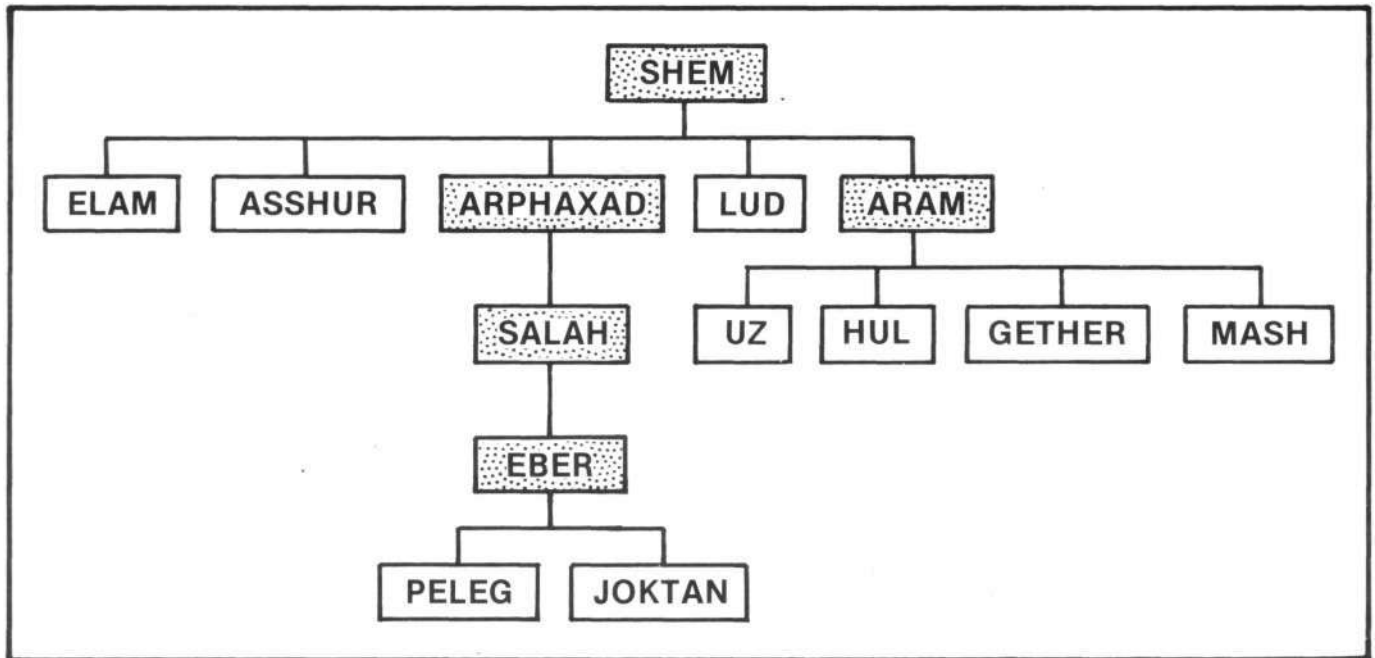 SHEM
ELAM ASSHUR ARPHAXAD LUD ARAM
SALAH UZ HUL GETHER MASH
EBER
PELEG JOKTAN